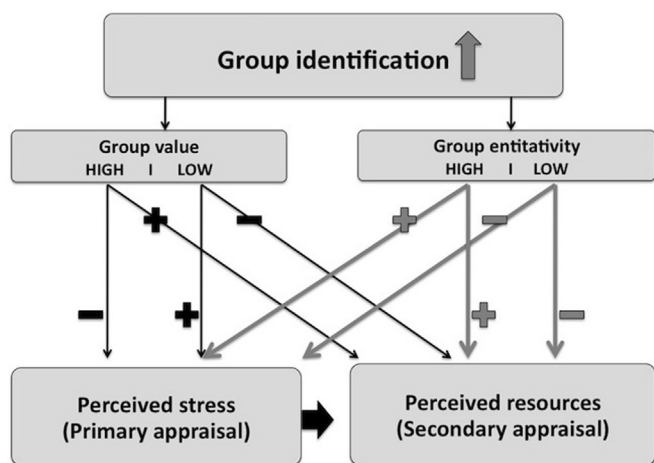 Group identification
Group value
HIGH I LOW
Group entitativity
HIGH I LOW
+
−
+
−
−
+
+
−
Perceived stress
(Primary appraisal)
Perceived resources
(Secondary appraisal)